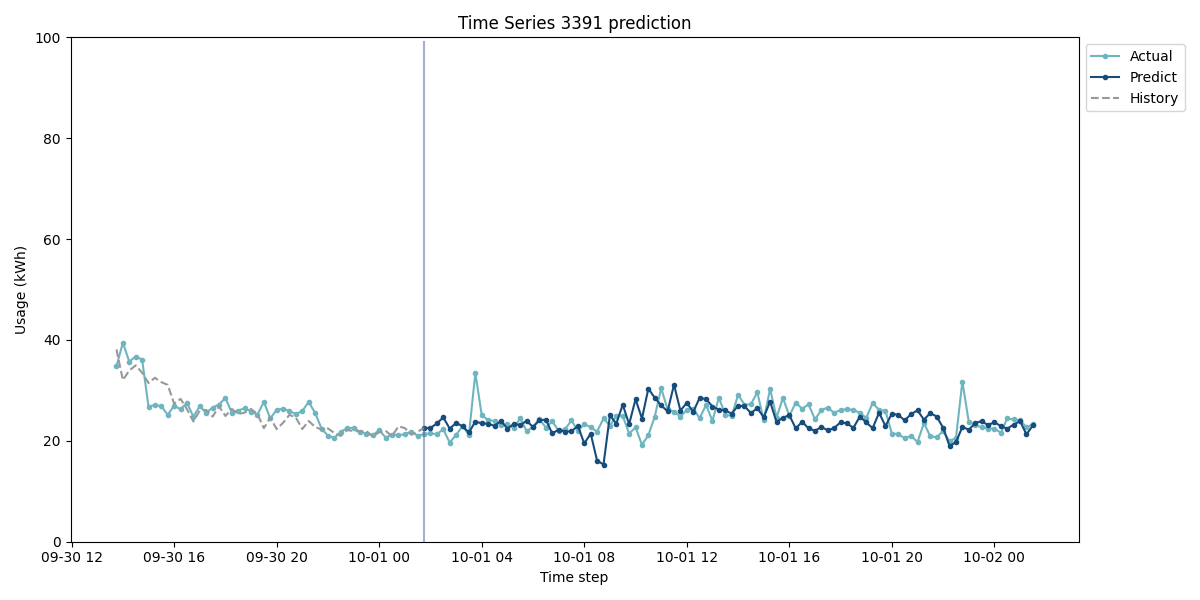 Time Series 3391 prediction
100
80
60
40
20
0
Usage (kWh)
09-30 12 09-30 16 09-30 20 10-01 00 10-01 04 10-01 08 10-01 12 10-01 16 10-01 20 10-02 00
Time step
Actual
Predict
History